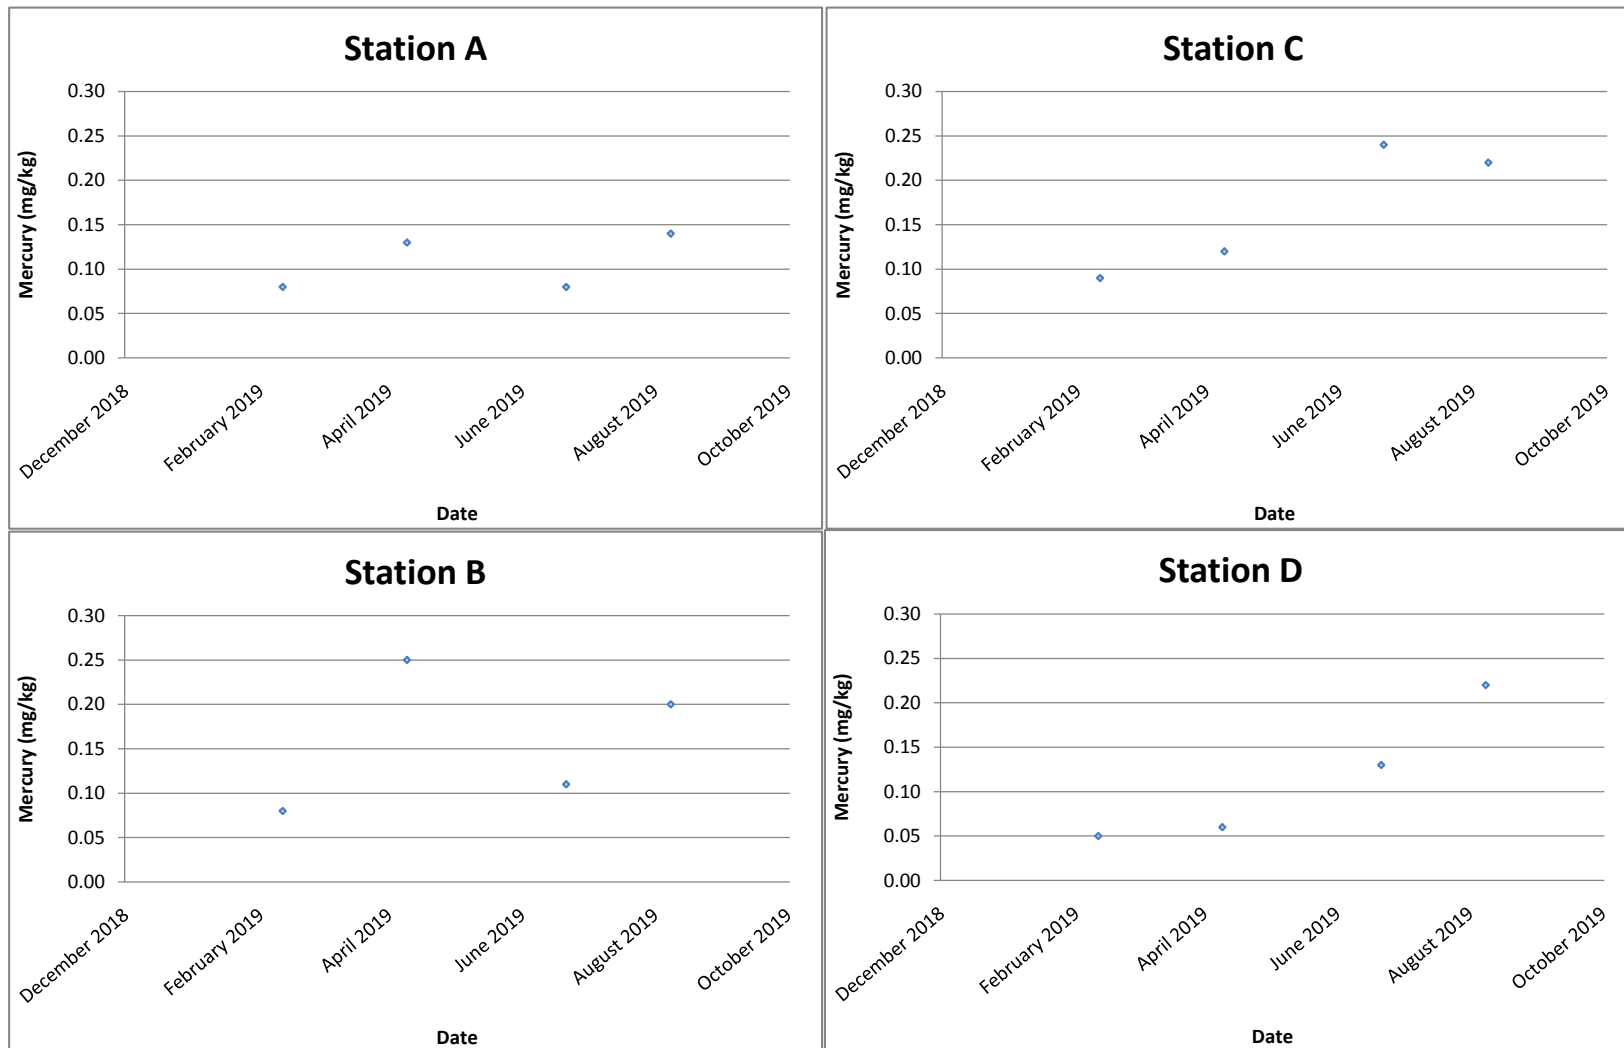 Station A
Mercury (mg/kg)
0.30
0.25
0.20
0.15
0.10
0.05
0.00
December 2018
February 2019
April 2019
June 2019
August 2019
October 2019
Date
Station C
Mercury (mg/kg)
0.30
0.25
0.20
0.15
0.10
0.05
0.00
December 2018
February 2019
April 2019
June 2019
August 2019
October 2019
Date
Station B
Mercury (mg/kg)
0.30
0.25
0.20
0.15
0.10
0.05
0.00
December 2018
February 2019
April 2019
June 2019
August 2019
October 2019
Date
Station D
Mercury (mg/kg)
0.30
0.25
0.20
0.15
0.10
0.05
0.00
December 2018
February 2019
April 2019
June 2019
August 2019
October 2019
Date